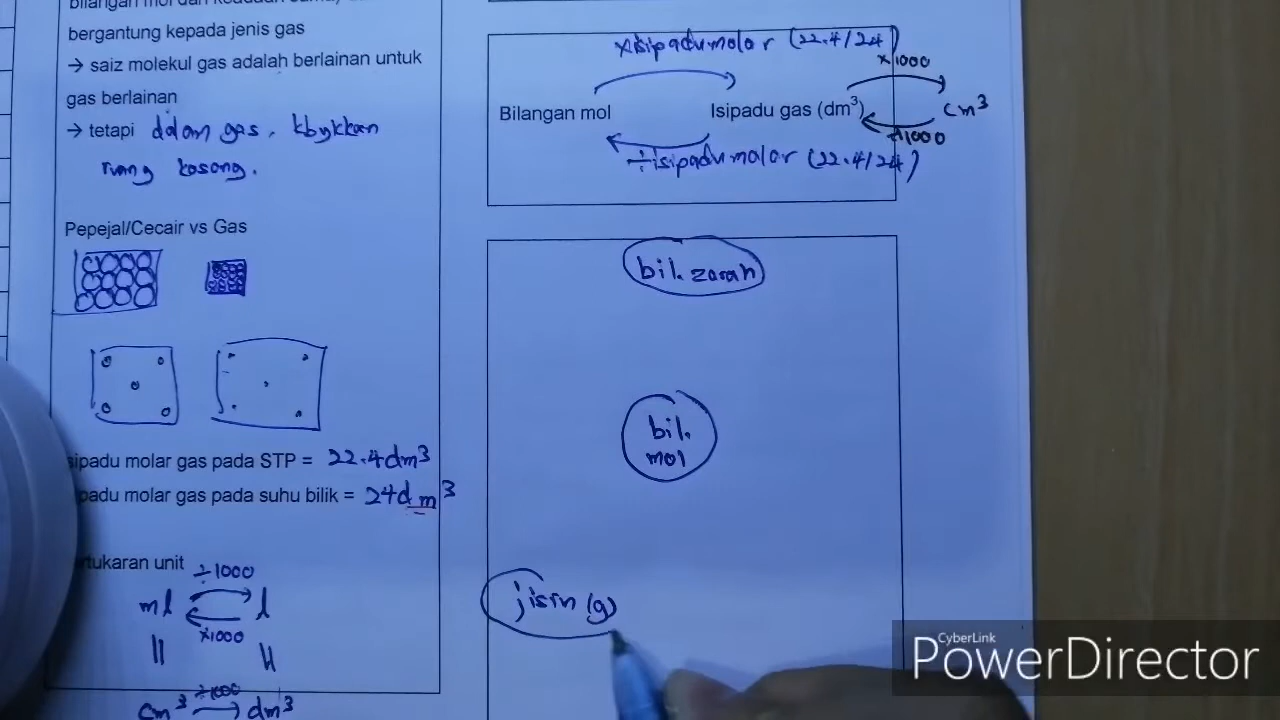 bergantung kepada jenis gas
→ saiz molekul gas adalah berlainan untuk
gas berlainan
→ tetapi dalam gas, kbykkan
ruang kosong.
Pepejal/Cecair vs Gas
sipadu molar gas pada STP = 22.4dm³
padu molar gas pada suhu bilik = 24dm³
rtukaran unit
÷1000
ml l
×1000
|| ||
÷1000
cm³ → dm³
×isipadu molar (22.4/24)
×1000
Bilangan mol Isipadu gas (dm³) cm³
÷1000
÷isipadu molar (22.4/24)
bil. zarah
bil.
mol
jisim (g)
CyberLink
PowerDirector